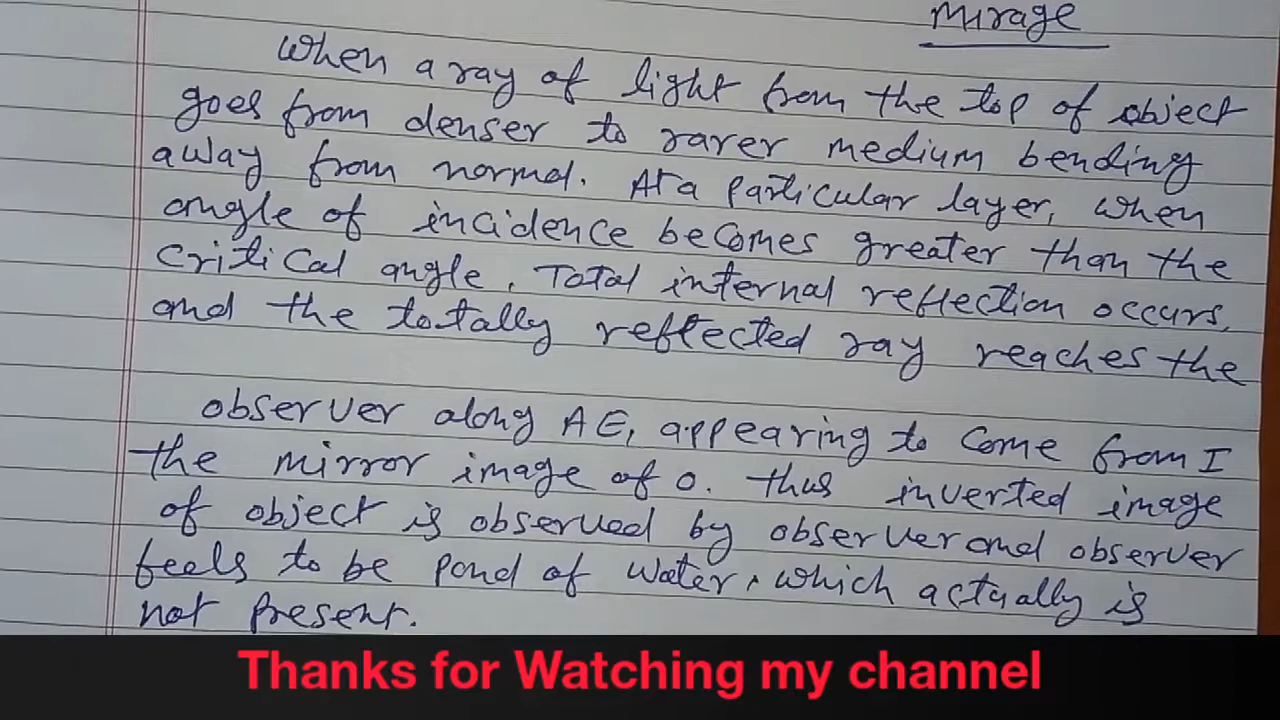 Mirage
When a ray of light from the top of object
goes from denser to rarer medium bending
away from normal. At a particular layer, when
angle of incidence becomes greater than the
critical angle, Total internal reflection occurs,
and the totally reflected ray reaches the
observer along AE, appearing to come from I
the mirror image of O. thus inverted image
of object is observed by observer and observer
feels to be pond of water, which actually is
not present.
Thanks for Watching my channel